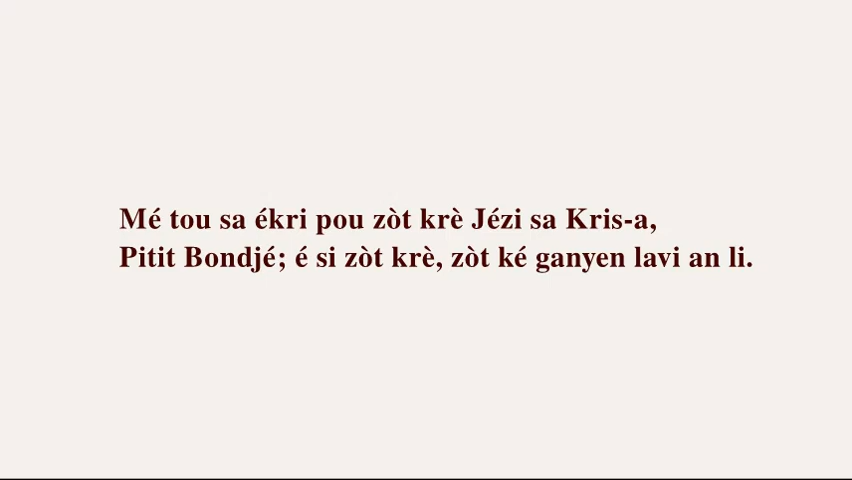 Mé tou sa ékri pou zòt krè Jézi sa Kris-a,
Pitit Bondjé; é si zòt krè, zòt ké ganyen lavi an li.